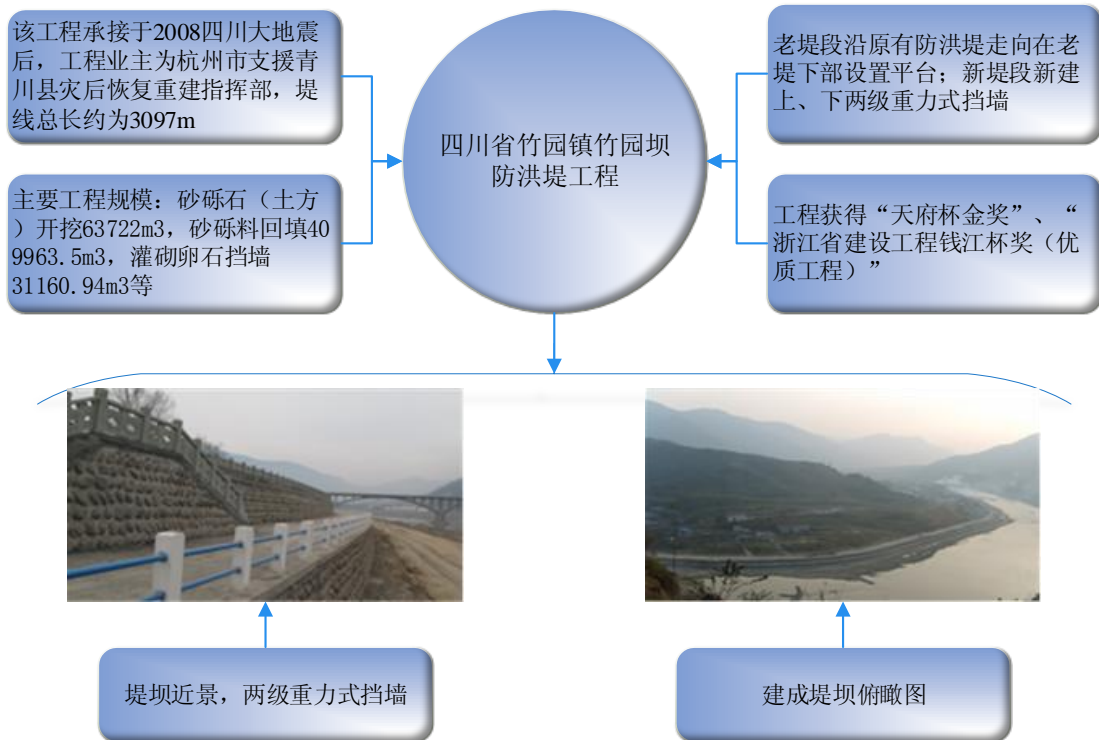 该工程承接于2008四川大地震
后，工程业主为杭州市支援青
川县灾后恢复重建指挥部，堤
线总长约为3097m
主要工程规模：砂砾石（土方
）开挖63722m3，砂砾料回填40
9963.5m3，灌砌卵石挡墙
31160.94m3等
四川省竹园镇竹园坝
防洪堤工程
老堤段沿原有防洪堤走向在老
堤下部设置平台；新堤段新建
上、下两级重力式挡墙
工程获得“天府杯金奖”、“
浙江省建设工程钱江杯奖（优
质工程）”
堤坝近景，两级重力式挡墙
建成堤坝俯瞰图